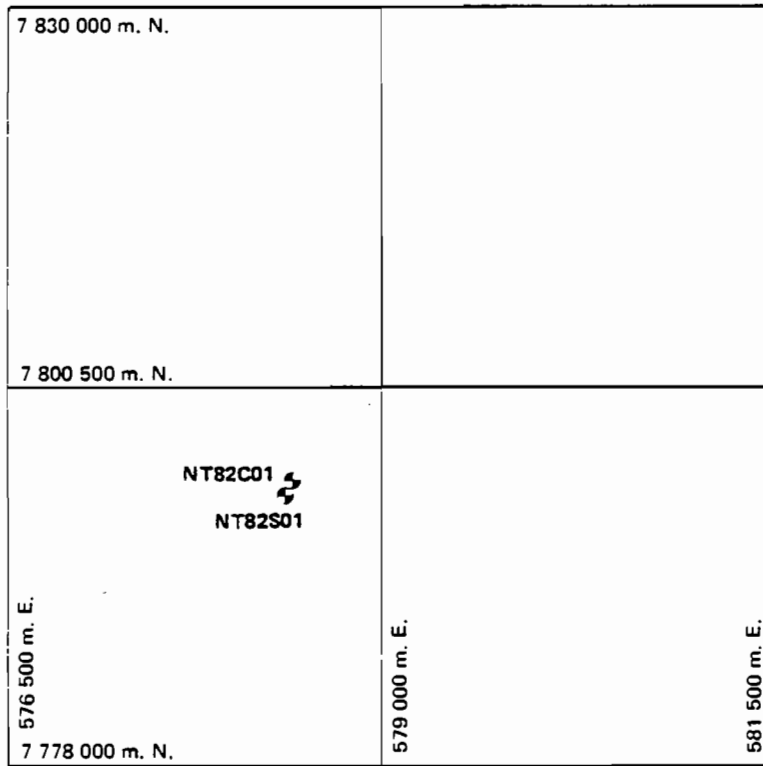 7 830 000 m. N.
7 800 500 m. N.
NT82C01
NT82S01
576 500 m. E.
579 000 m. E.
581 500 m. E.
7 778 000 m. N.